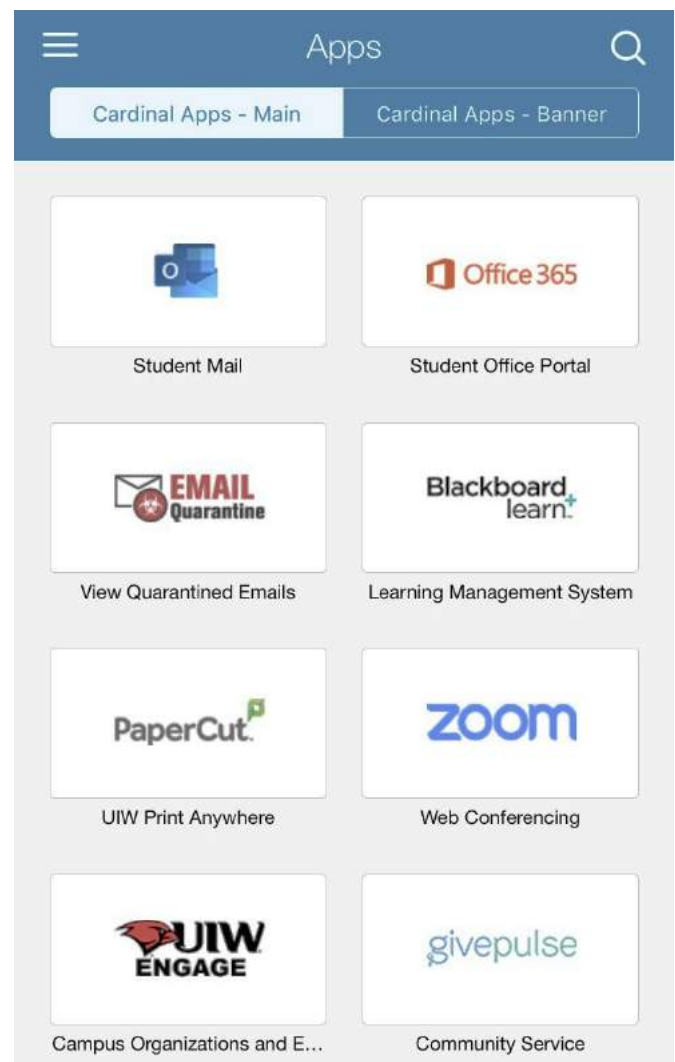 Apps
Cardinal Apps - Main
Cardinal Apps - Banner
O
Office 365
Student Mail
Student Office Portal
EMAIL
Quarantine
Blackboard
learn+™
View Quarantined Emails
Learning Management System
PaperCut
zoom
UIW Print Anywhere
Web Conferencing
UIW
ENGAGE
givepulse
Campus Organizations and E...
Community Service